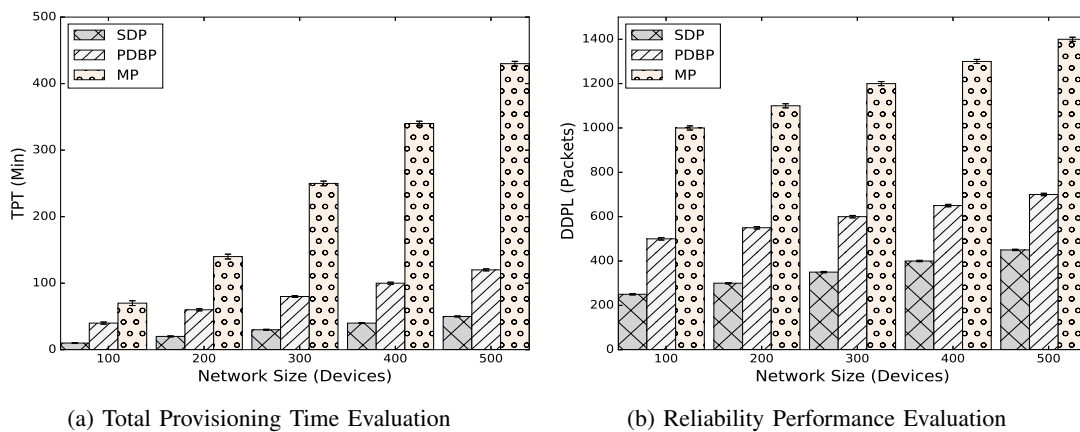 500
400
300
200
100
0
TPT (Min)
SDP
PDBP
MP
100 200 300 400 500
Network Size (Devices)
(a) Total Provisioning Time Evaluation
1400
1200
1000
800
600
400
200
0
DDPL (Packets)
SDP
PDBP
MP
100 200 300 400 500
Network Size (Devices)
(b) Reliability Performance Evaluation